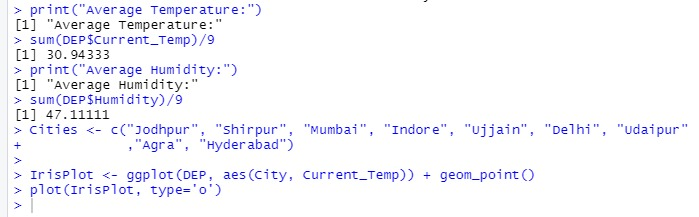 > print("Average Temperature:")
[1] "Average Temperature:"
> sum(DEP$Current_Temp)/9
[1] 30.94333
> print("Average Humidity:")
[1] "Average Humidity:"
> sum(DEP$Humidity)/9
[1] 47.11111
> Cities <- c("Jodhpur", "Shirpur", "Mumbai", "Indore", "Ujjain", "Delhi", "Udaipur"
+             ,"Agra", "Hyderabad")
>
> IrisPlot <- ggplot(DEP, aes(City, Current_Temp)) + geom_point()
> plot(IrisPlot, type='o')
>